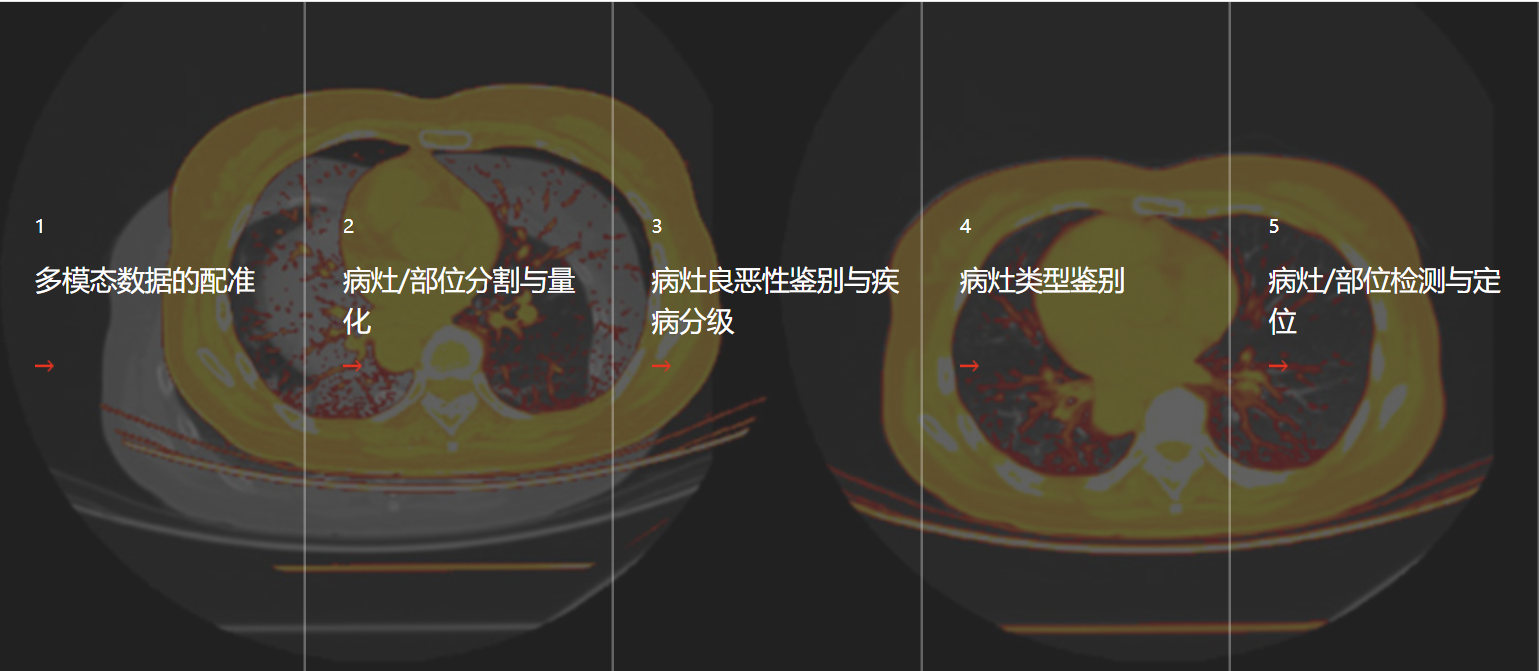 1
多模态数据的配准
→
2
病灶/部位分割与量
化
→
3
病灶良恶性鉴别与疾
病分级
→
4
病灶类型鉴别
→
5
病灶/部位检测与定
位
→